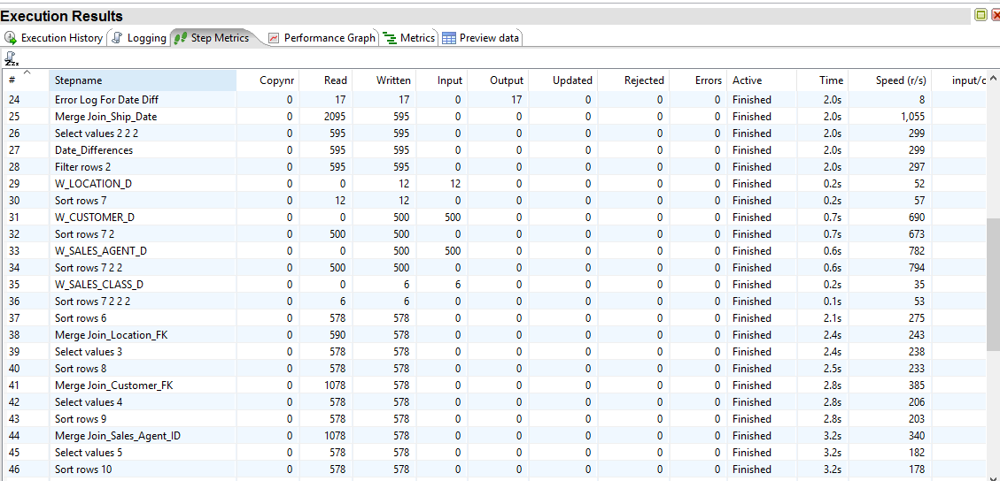 Execution Results
Execution History Logging Step Metrics Performance Graph Metrics Preview data
# Stepname Copynr Read Written Input Output Updated Rejected Errors Active Time Speed (r/s) input/c
24 Error Log For Date Diff 0 17 17 0 17 0 0 0 Finished 2.0s 8
25 Merge Join_Ship_Date 0 2095 595 0 0 0 0 0 Finished 2.0s 1,055
26 Select values 2 2 2 0 595 595 0 0 0 0 0 Finished 2.0s 299
27 Date_Differences 0 595 595 0 0 0 0 0 Finished 2.0s 299
28 Filter rows 2 0 595 595 0 0 0 0 0 Finished 2.0s 297
29 W_LOCATION_D 0 0 12 12 0 0 0 0 Finished 0.2s 52
30 Sort rows 7 0 12 12 0 0 0 0 0 Finished 0.2s 57
31 W_CUSTOMER_D 0 0 500 500 0 0 0 0 Finished 0.7s 690
32 Sort rows 7 2 0 500 500 0 0 0 0 0 Finished 0.7s 673
33 W_SALES_AGENT_D 0 0 500 500 0 0 0 0 Finished 0.6s 782
34 Sort rows 7 2 2 0 500 500 0 0 0 0 0 Finished 0.6s 794
35 W_SALES_CLASS_D 0 0 6 6 0 0 0 0 Finished 0.2s 35
36 Sort rows 7 2 2 2 0 6 6 0 0 0 0 0 Finished 0.1s 53
37 Sort rows 6 0 578 578 0 0 0 0 0 Finished 2.1s 275
38 Merge Join_Location_FK 0 590 578 0 0 0 0 0 Finished 2.4s 243
39 Select values 3 0 578 578 0 0 0 0 0 Finished 2.4s 238
40 Sort rows 8 0 578 578 0 0 0 0 0 Finished 2.5s 233
41 Merge Join_Customer_FK 0 1078 578 0 0 0 0 0 Finished 2.8s 385
42 Select values 4 0 578 578 0 0 0 0 0 Finished 2.8s 206
43 Sort rows 9 0 578 578 0 0 0 0 0 Finished 2.8s 203
44 Merge Join_Sales_Agent_ID 0 1078 578 0 0 0 0 0 Finished 3.2s 340
45 Select values 5 0 578 578 0 0 0 0 0 Finished 3.2s 182
46 Sort rows 10 0 578 578 0 0 0 0 0 Finished 3.2s 178